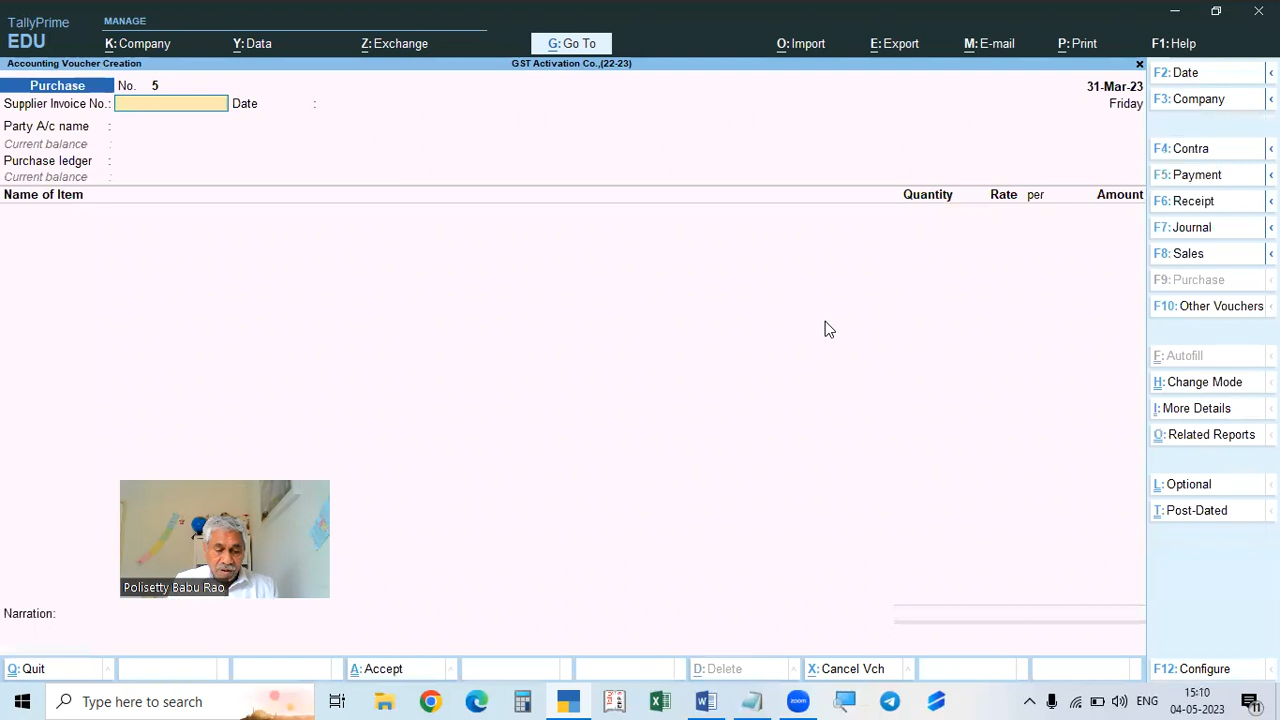 TallyPrime
MANAGE
EDU
K: Company
Y: Data
Z: Exchange
G: Go To
O: Import
E: Export
M: E-mail
P: Print
F1: Help
Accounting Voucher Creation
GST Activation Co.,(22-23)
Purchase No. 5
31-Mar-23
Supplier Invoice No.: Date :
Friday
Party A/c name :
Current balance :
Purchase ledger :
Current balance :
Name of Item Quantity Rate per Amount
F2: Date
F3: Company
F4: Contra
F5: Payment
F6: Receipt
F7: Journal
F8: Sales
F9: Purchase
F10: Other Vouchers
F: Autofill
H: Change Mode
I: More Details
O: Related Reports
L: Optional
T: Post-Dated
Polisetty Babu Rao
Narration:
Q: Quit
A: Accept
D: Delete
X: Cancel Vch
F12: Configure
Type here to search
zoom
ENG
15:10
04-05-2023
11